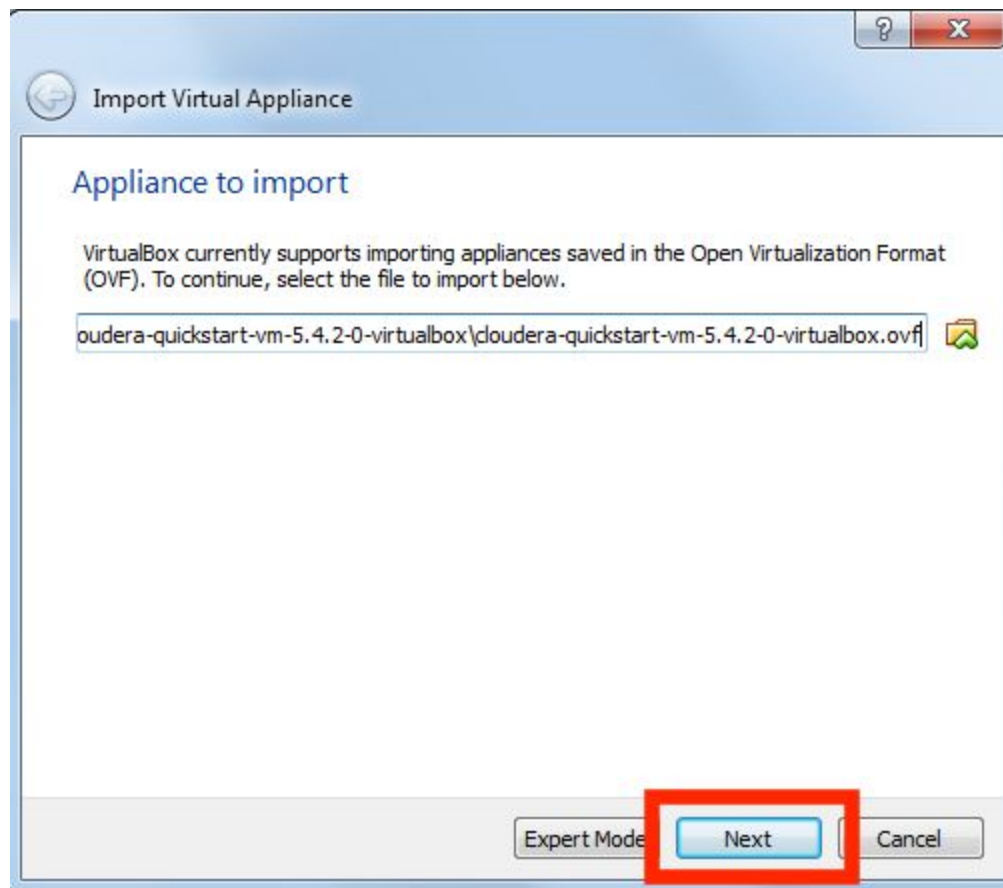 Import Virtual Appliance
Appliance to import
VirtualBox currently supports importing appliances saved in the Open Virtualization Format
(OVF). To continue, select the file to import below.
oudera-quickstart-vm-5.4.2-0-virtualbox\cloudera-quickstart-vm-5.4.2-0-virtualbox.ovf
Expert Mode Next Cancel